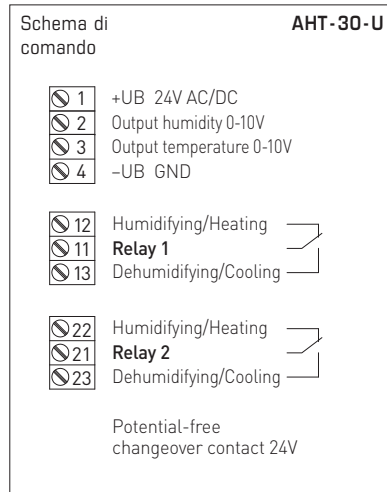 Schema di AHT-30-U
comando
1 +UB 24V AC/DC
2 Output humidity 0-10V
3 Output temperature 0-10V
4 –UB GND
12 Humidifying/Heating
11 Relay 1
13 Dehumidifying/Cooling
22 Humidifying/Heating
21 Relay 2
23 Dehumidifying/Cooling
Potential-free
changeover contact 24V